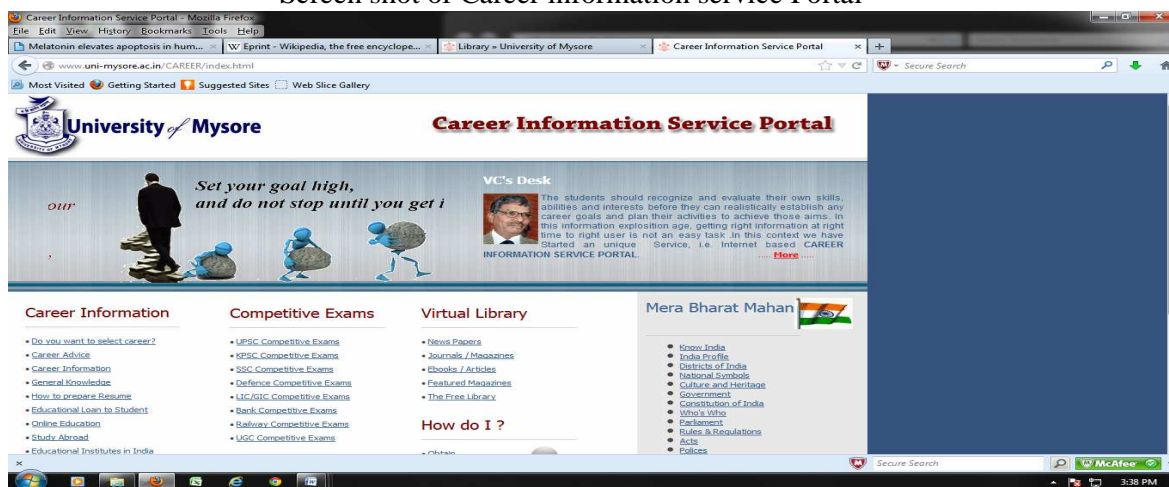 Screen shot of Career information service Portal
Career Information Service Portal - Mozilla Firefox
File Edit View History Bookmarks Tools Help
Melatonin elevates apoptosis in hum... × W Eprint - Wikipedia, the free encyclope... × Library » University of Mysore × Career Information Service Portal × +
www.uni-mysore.ac.in/CAREER/index.html Secure Search
Most Visited Getting Started Suggested Sites Web Slice Gallery
University of Mysore
Career Information Service Portal
our
,
Set your goal high,
and do not stop until you get i
VC's Desk
The students should recognize and evaluate their own skills,
abilities and interests before they can realistically establish any
career goals and plan their activities to achieve those aims. In
this information explosition age, getting right information at right
time to right user is not an easy task .In this context we have
Started an unique Service, i.e. Internet based CAREER
INFORMATION SERVICE PORTAL.
..... More .....
Career Information
• Do you want to select career?
• Career Advice
• Career Information
• General Knowledge
• How to prepare Resume
• Educational Loan to Student
• Online Education
• Study Abroad
• Educational Institutes in India
Competitive Exams
• UPSC Competitive Exams
• KPSC Competitive Exams
• SSC Competitive Exams
• Defence Competitive Exams
• LIC/GIC Competitive Exams
• Bank Competitive Exams
• Railway Competitive Exams
• UGC Competitive Exams
Virtual Library
• News Papers
• Journals / Magazines
• Ebooks / Articles
• Featured Magazines
• The Free Library
How do I ?
• Obtain
Mera Bharat Mahan
• Know India
• India Profile
• Districts of India
• National Symbols
• Culture and Heritage
• Government
• Constitution of India
• Who's Who
• Parliament
• Rules & Regulations
• Acts
• Polices
× Secure Search McAfee
3:38 PM